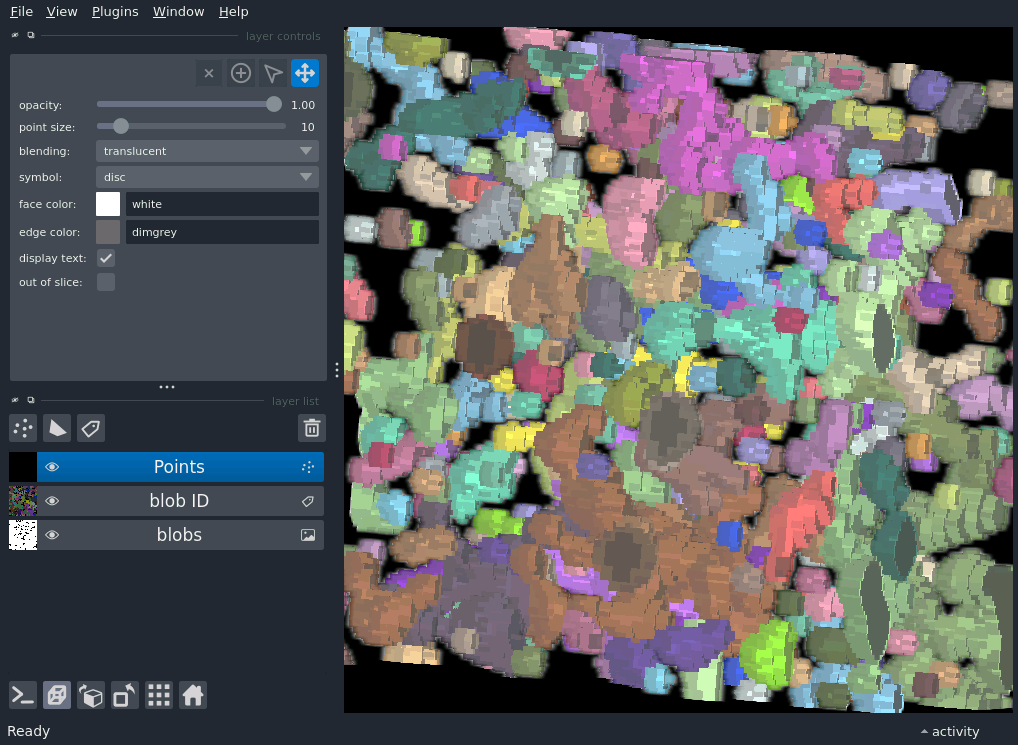 File View Plugins Window Help
layer controls
opacity: 1.00
point size: 10
blending: translucent
symbol: disc
face color: white
edge color: dimgrey
display text:
out of slice:
layer list
Points
blob ID
blobs
Ready
activity